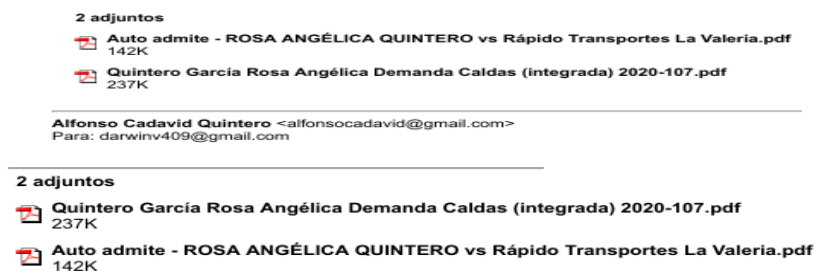 2 adjuntos
Auto admite - ROSA ANGÉLICA QUINTERO vs Rápido Transportes La Valeria.pdf
142K
Quintero García Rosa Angélica Demanda Caldas (integrada) 2020-107.pdf
237K
Alfonso Cadavid Quintero <alfonsocadavid@gmail.com>
Para: darwinv409@gmail.com
2 adjuntos
Quintero García Rosa Angélica Demanda Caldas (integrada) 2020-107.pdf
237K
Auto admite - ROSA ANGÉLICA QUINTERO vs Rápido Transportes La Valeria.pdf
142K